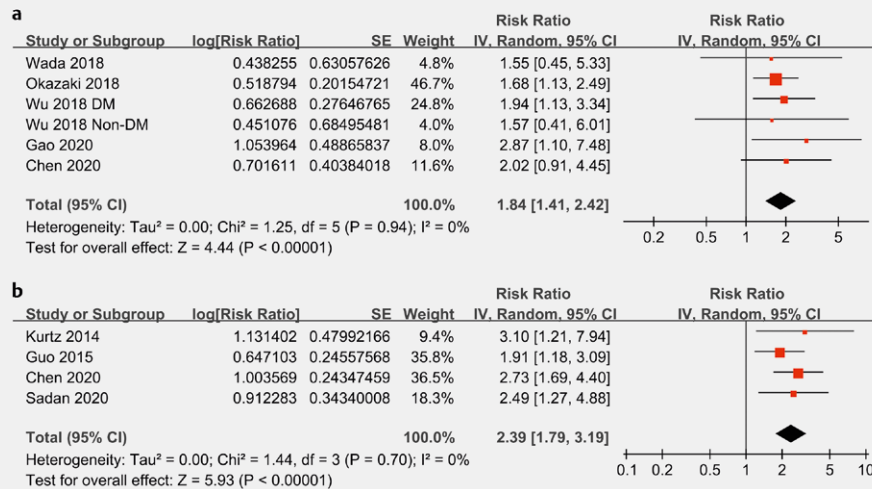 a
Risk Ratio Risk Ratio
Study or Subgroup log[Risk Ratio] SE Weight IV, Random, 95% CI IV, Random, 95% CI
Wada 2018 0.438255 0.63057626 4.8% 1.55 [0.45, 5.33]
Okazaki 2018 0.518794 0.20154721 46.7% 1.68 [1.13, 2.49]
Wu 2018 DM 0.662688 0.27646765 24.8% 1.94 [1.13, 3.34]
Wu 2018 Non-DM 0.451076 0.68495481 4.0% 1.57 [0.41, 6.01]
Gao 2020 1.053964 0.48865837 8.0% 2.87 [1.10, 7.48]
Chen 2020 0.701611 0.40384018 11.6% 2.02 [0.91, 4.45]
Total (95% CI) 100.0% 1.84 [1.41, 2.42]
Heterogeneity: Tau² = 0.00; Chi² = 1.25, df = 5 (P = 0.94); I² = 0%
Test for overall effect: Z = 4.44 (P < 0.00001)
0.2 0.5 1 2 5
b
Risk Ratio Risk Ratio
Study or Subgroup log[Risk Ratio] SE Weight IV, Random, 95% CI IV, Random, 95% CI
Kurtz 2014 1.131402 0.47992166 9.4% 3.10 [1.21, 7.94]
Guo 2015 0.647103 0.24557568 35.8% 1.91 [1.18, 3.09]
Chen 2020 1.003569 0.24347459 36.5% 2.73 [1.69, 4.40]
Sadan 2020 0.912283 0.34340008 18.3% 2.49 [1.27, 4.88]
Total (95% CI) 100.0% 2.39 [1.79, 3.19]
Heterogeneity: Tau² = 0.00; Chi² = 1.44, df = 3 (P = 0.70); I² = 0%
Test for overall effect: Z = 5.93 (P < 0.00001)
0.1 0.2 0.5 1 2 5 10